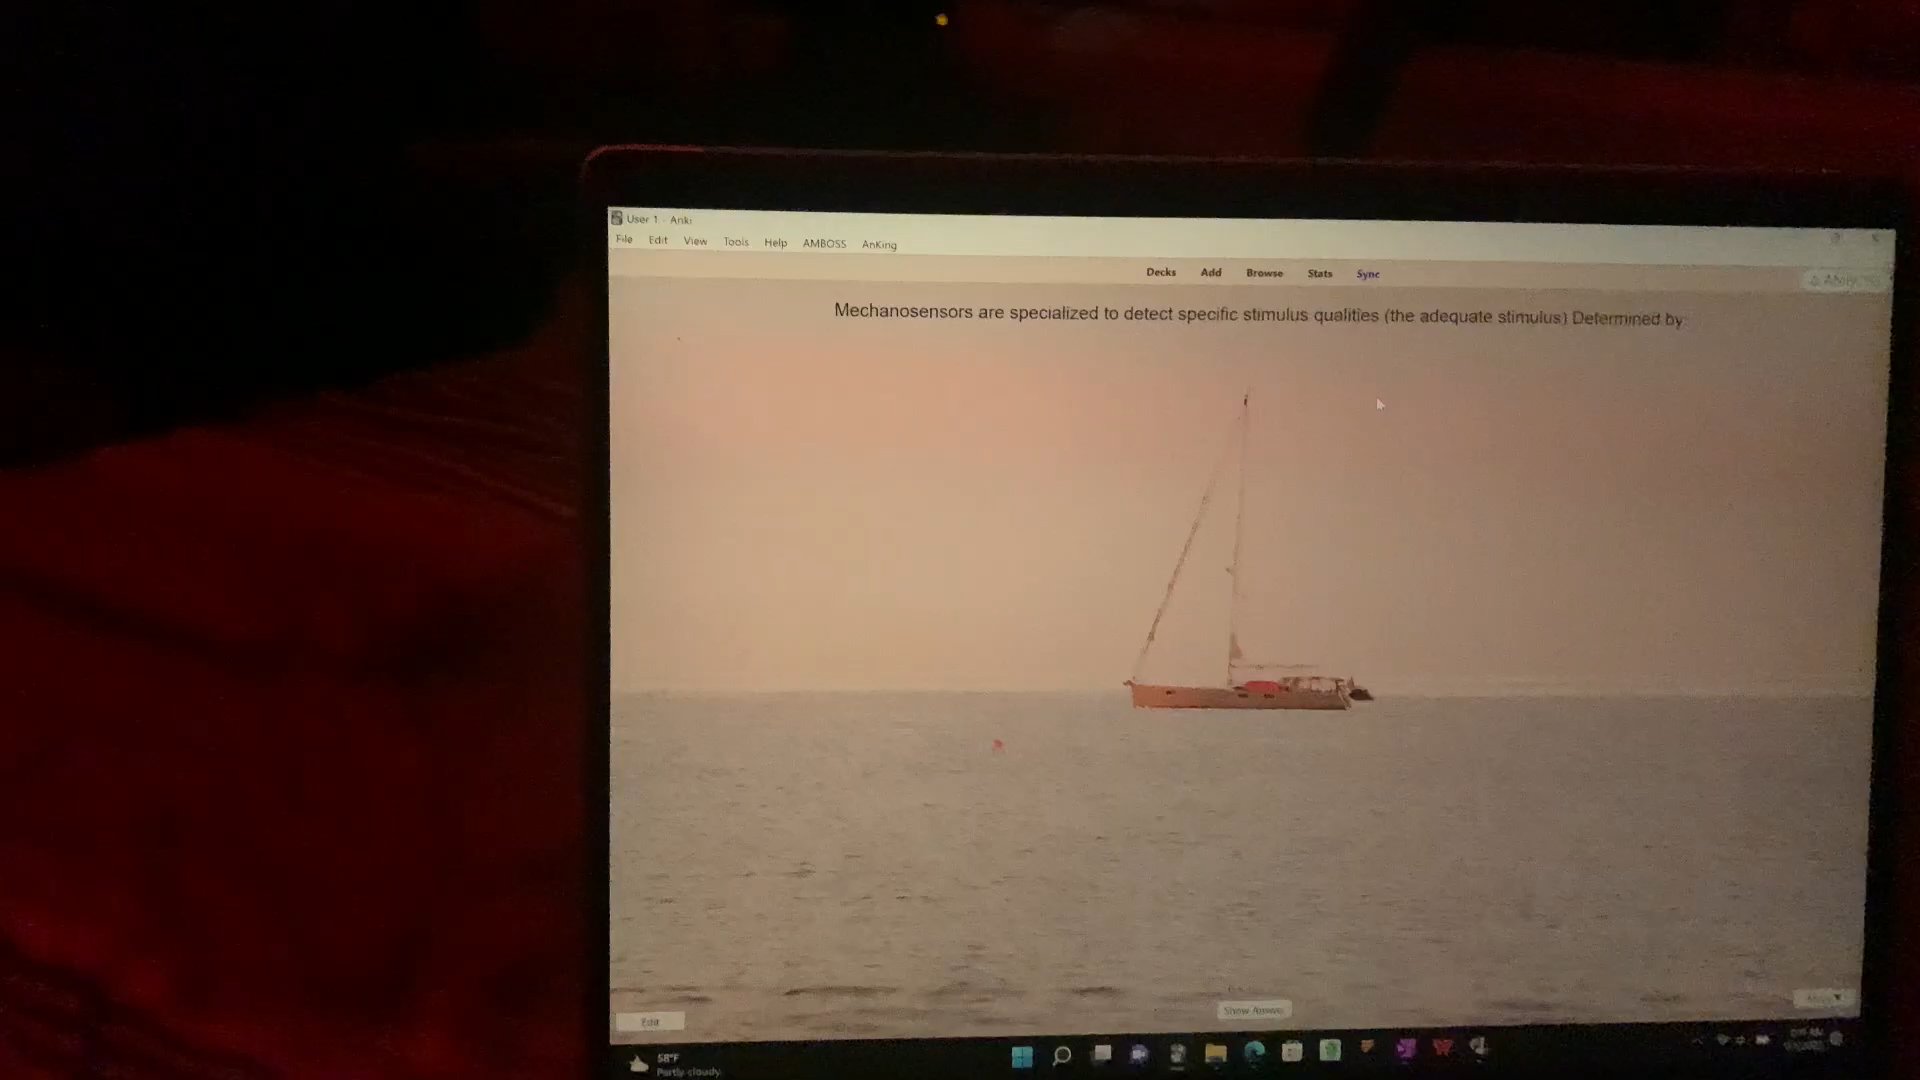 User 1 - Anki
File Edit View Tools Help AMBOSS AnKing
Decks Add Browse Stats Sync
Mechanosensors are specialized to detect specific stimulus qualities (the adequate stimulus) Determined by:
Edit Show Answer
58°F
Partly cloudy